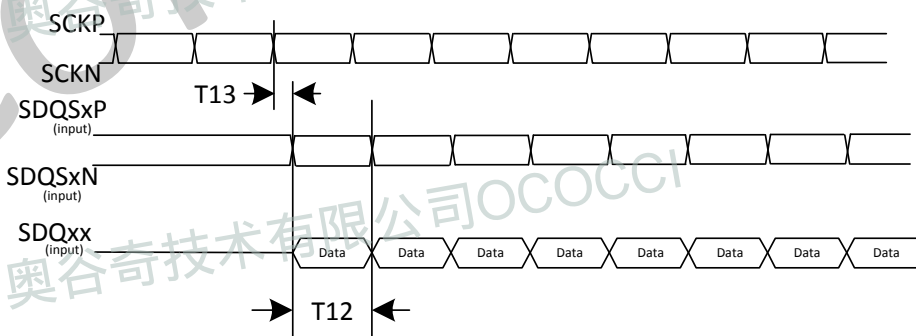 SCKP
SCKN
T13
SDQSxP
(input)
SDQSxN
(input)
SDQxx
(input)
Data Data Data Data Data Data Data Data
T12
奥谷奇技术有限公司OCOCCI